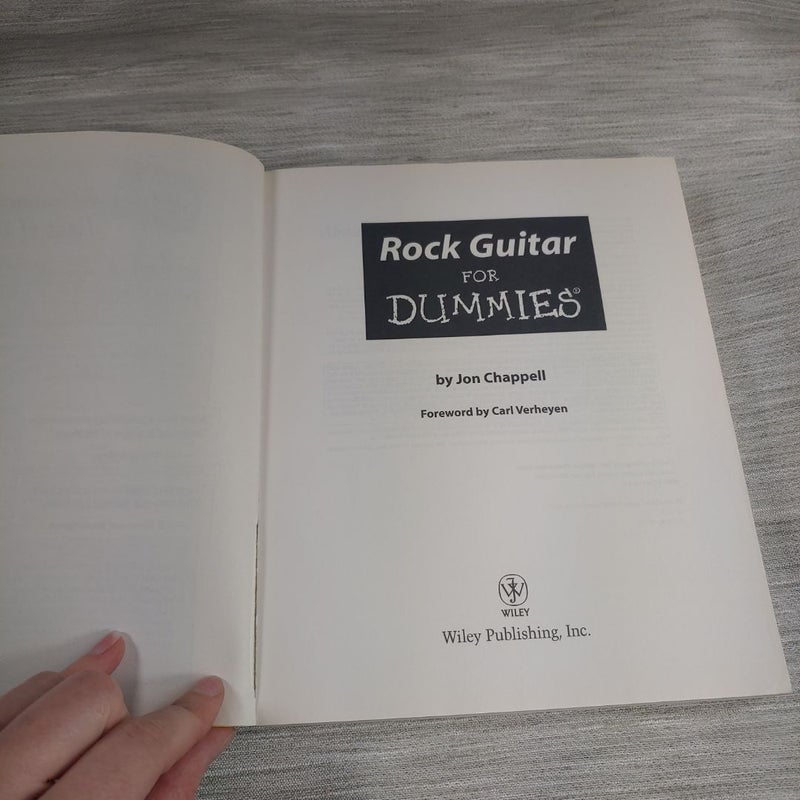 Rock Guitar
FOR
DUMMIES®
by Jon Chappell
Foreword by Carl Verheyen
WILEY
Wiley Publishing, Inc.